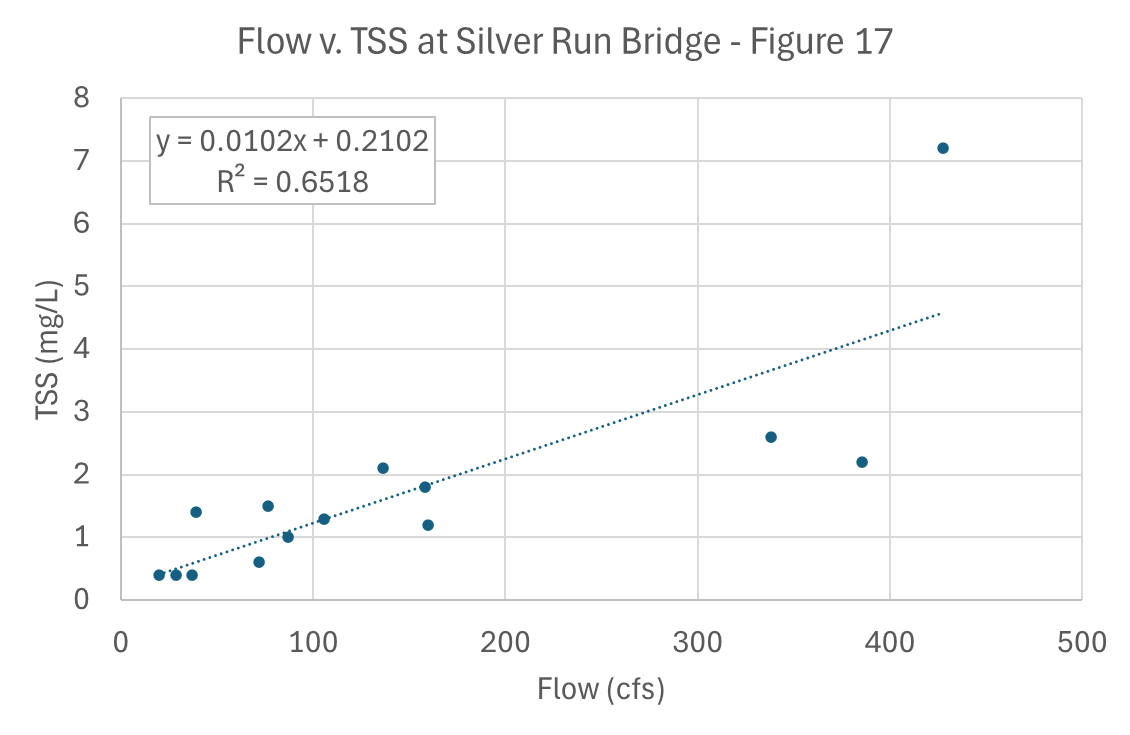 Flow v. TSS at Silver Run Bridge - Figure 17
y = 0.0102x + 0.2102
R² = 0.6518
TSS (mg/L)
8
7
6
5
4
3
2
1
0
0 100 200 300 400 500
Flow (cfs)